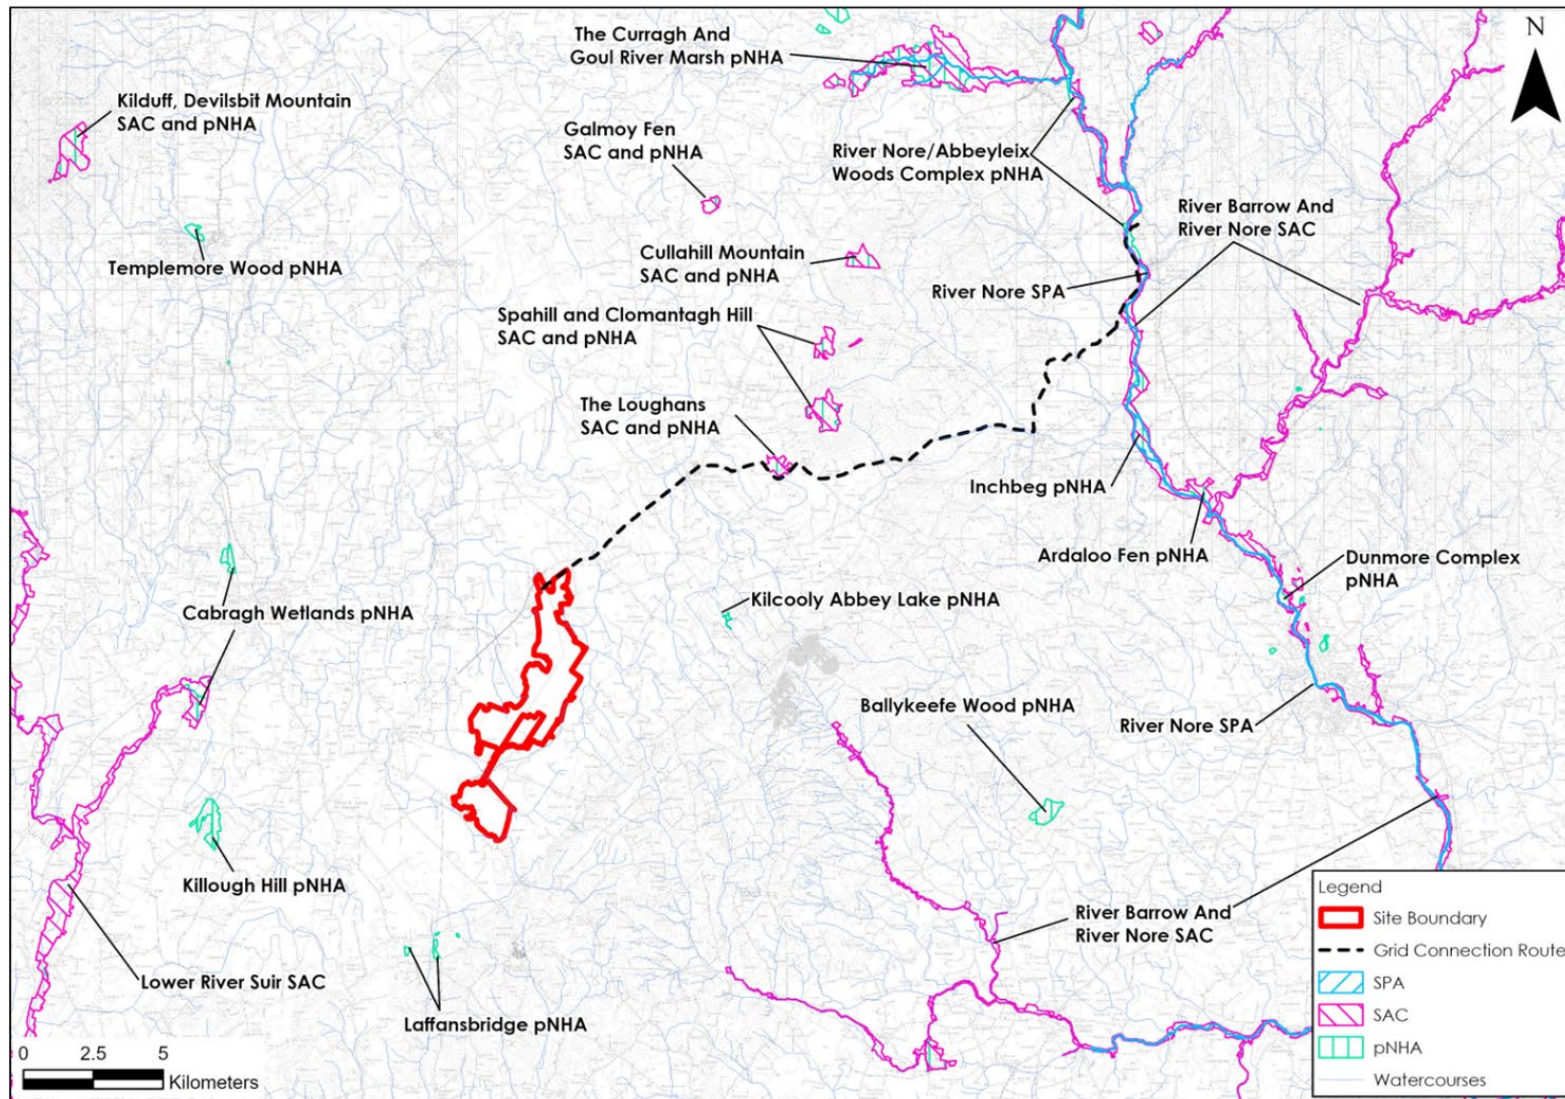 The Curragh And
Goul River Marsh pNHA
N
Kilduff, Devilsbit Mountain
SAC and pNHA
Galmoy Fen
SAC and pNHA
River Nore/Abbeyleix
Woods Complex pNHA
River Barrow And
River Nore SAC
Templemore Wood pNHA
Cullahill Mountain
SAC and pNHA
River Nore SPA
Spahill and Clomantagh Hill
SAC and pNHA
The Loughans
SAC and pNHA
Inchbeg pNHA
Ardaloo Fen pNHA
Dunmore Complex
pNHA
Cabragh Wetlands pNHA
Kilcooly Abbey Lake pNHA
Ballykeefe Wood pNHA
River Nore SPA
Killough Hill pNHA
River Barrow And
River Nore SAC
Lower River Suir SAC
Laffansbridge pNHA
Legend
Site Boundary
Grid Connection Route
SPA
SAC
pNHA
Watercourses
0 2.5 5
Kilometers